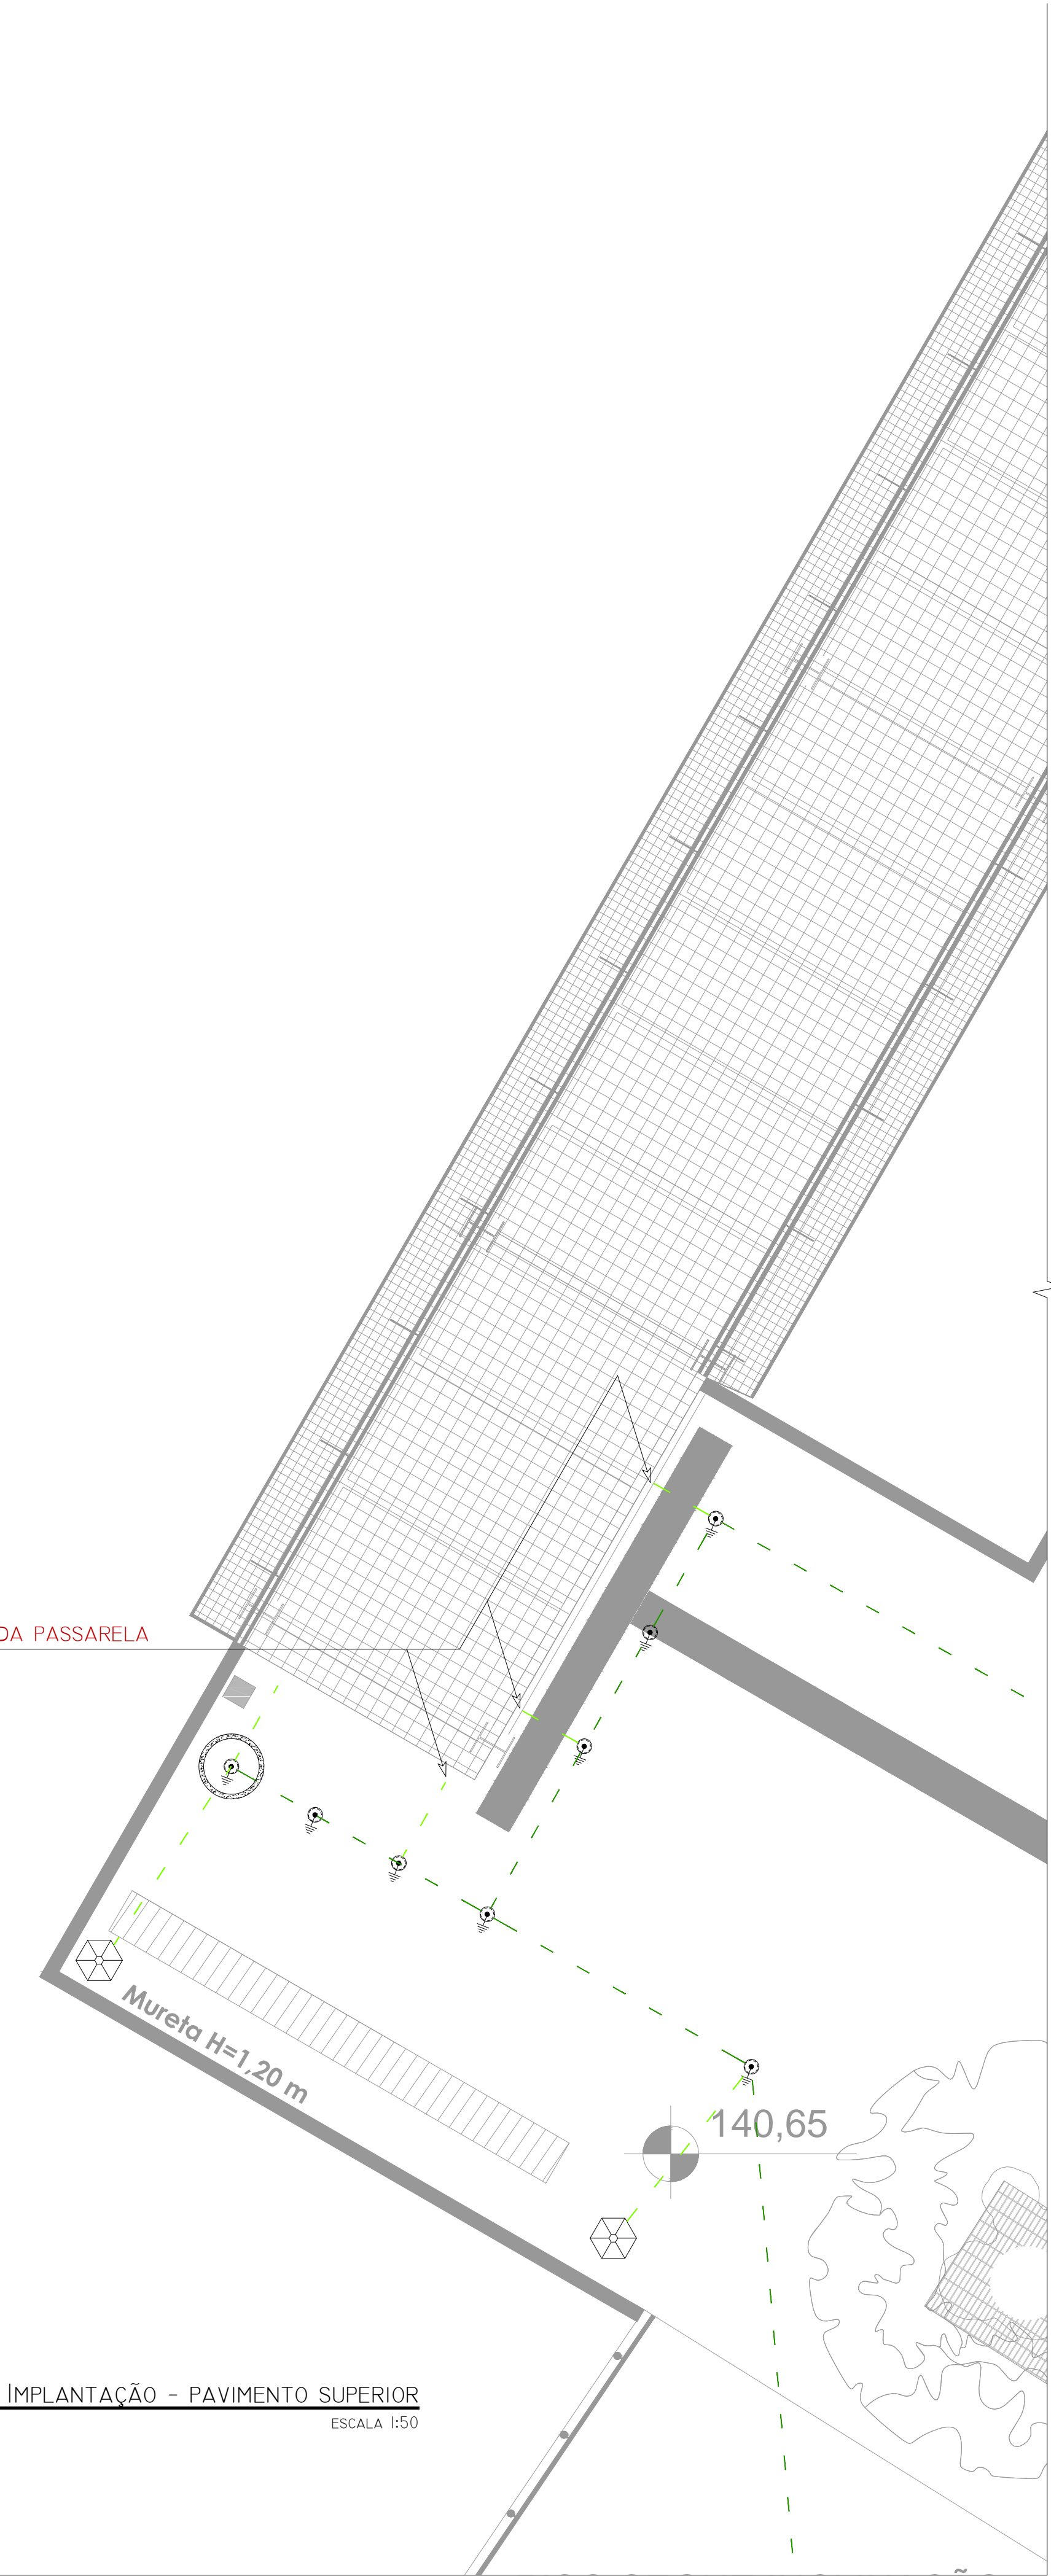 DA PASSARELA
Mureta H=1,20 m
140,65
IMPLANTAÇÃO - PAVIMENTO SUPERIOR
ESCALA 1:50